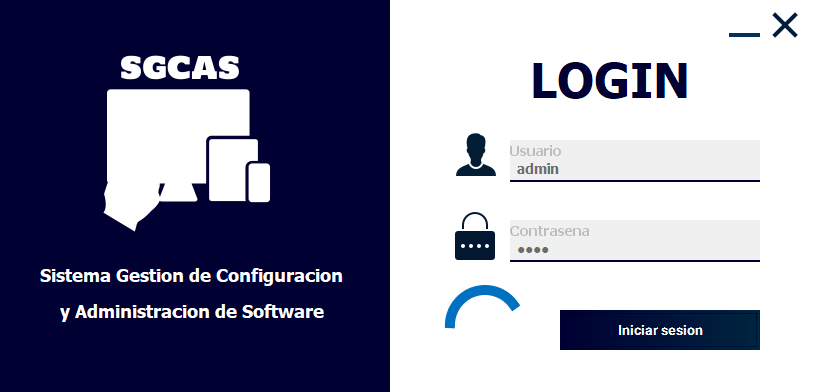 SGCAS
Sistema Gestion de Configuracion
y Administracion de Software
LOGIN
Usuario
admin
Contrasena
••••
Iniciar sesion